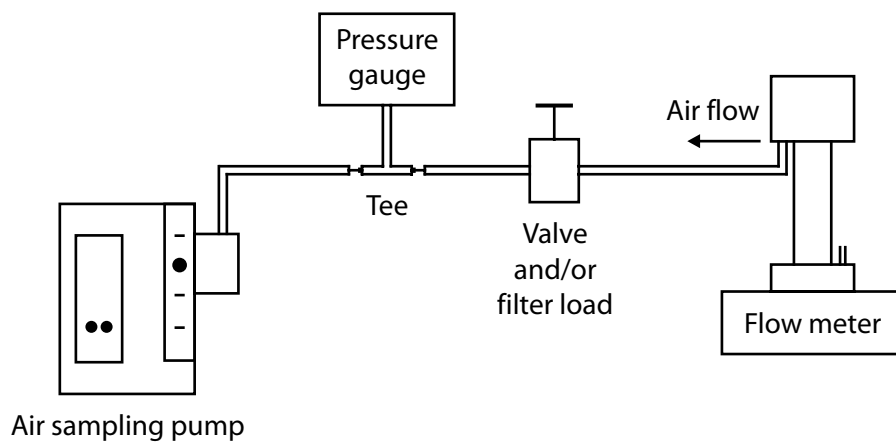 Pressure
gauge
Air flow
Tee
Valve
and/or
filter load
Flow meter
Air sampling pump